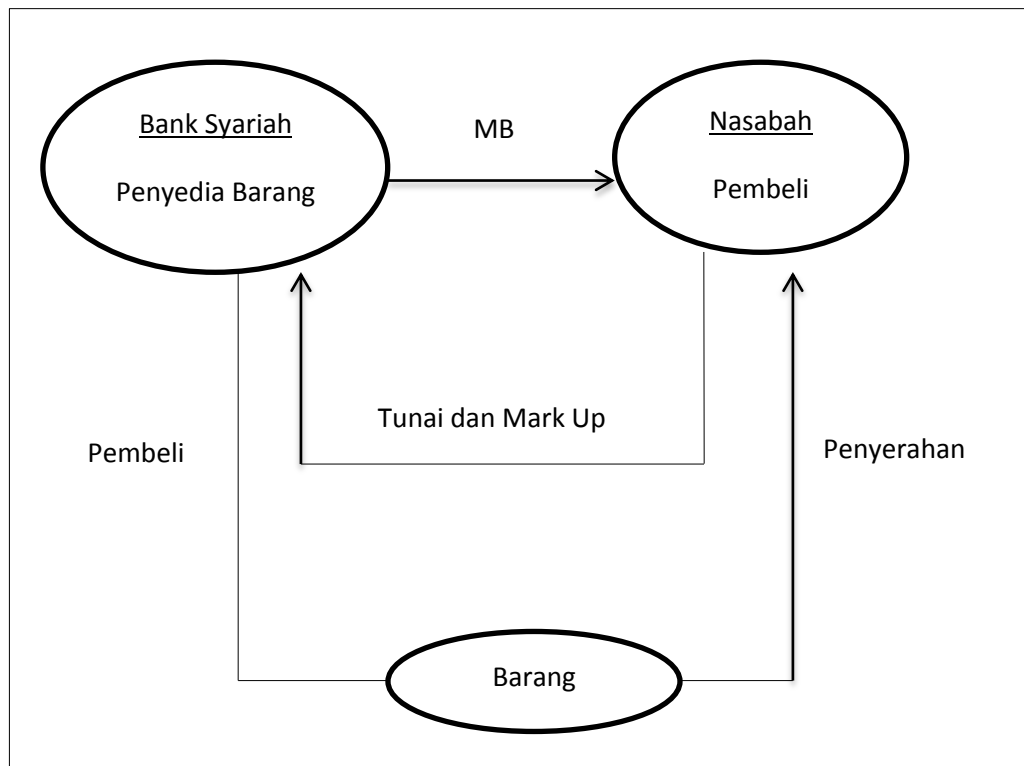 Bank Syariah
Penyedia Barang
MB
Nasabah
Pembeli
Tunai dan Mark Up
Pembeli
Penyerahan
Barang